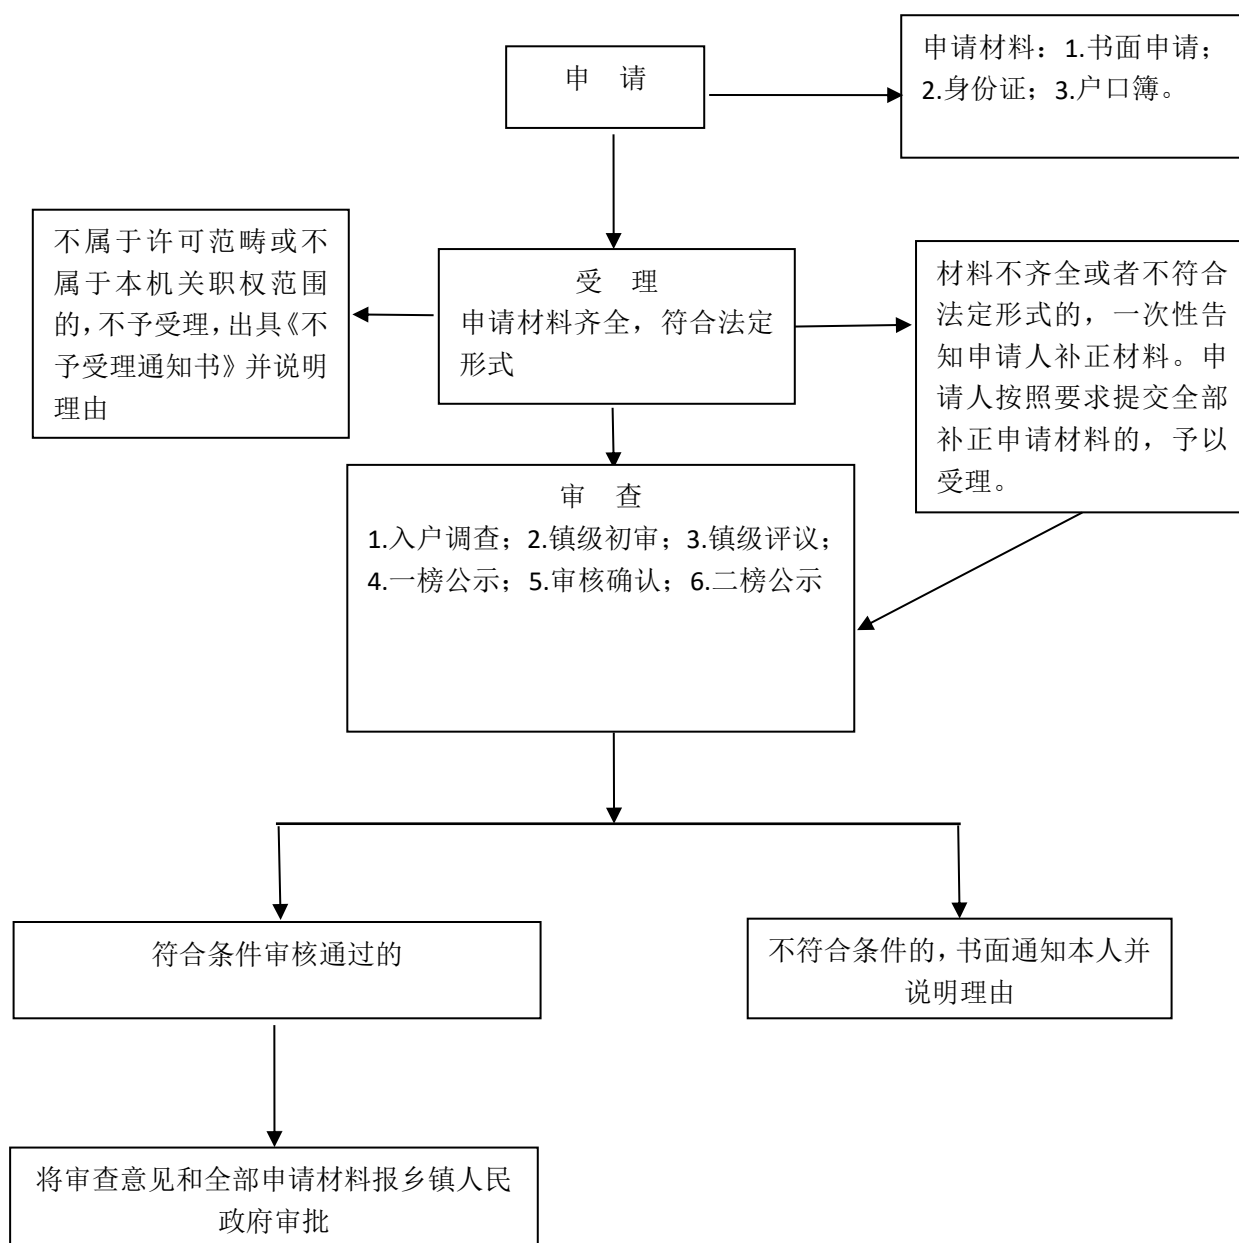 申 请
申请材料：1.书面申请；
2.身份证；3.户口簿。
不属于许可范畴或不
属于本机关职权范围
的，不予受理，出具《不
予受理通知书》并说明
理由
受 理
申请材料齐全，符合法定
形式
材料不齐全或者不符合
法定形式的，一次性告
知申请人补正材料。申
请人按照要求提交全部
补正申请材料的，予以
受理。
审 查
1.入户调查；2.镇级初审；3.镇级评议；
4.一榜公示；5.审核确认；6.二榜公示
符合条件审核通过的
不符合条件的，书面通知本人并
说明理由
将审查意见和全部申请材料报乡镇人民
政府审批